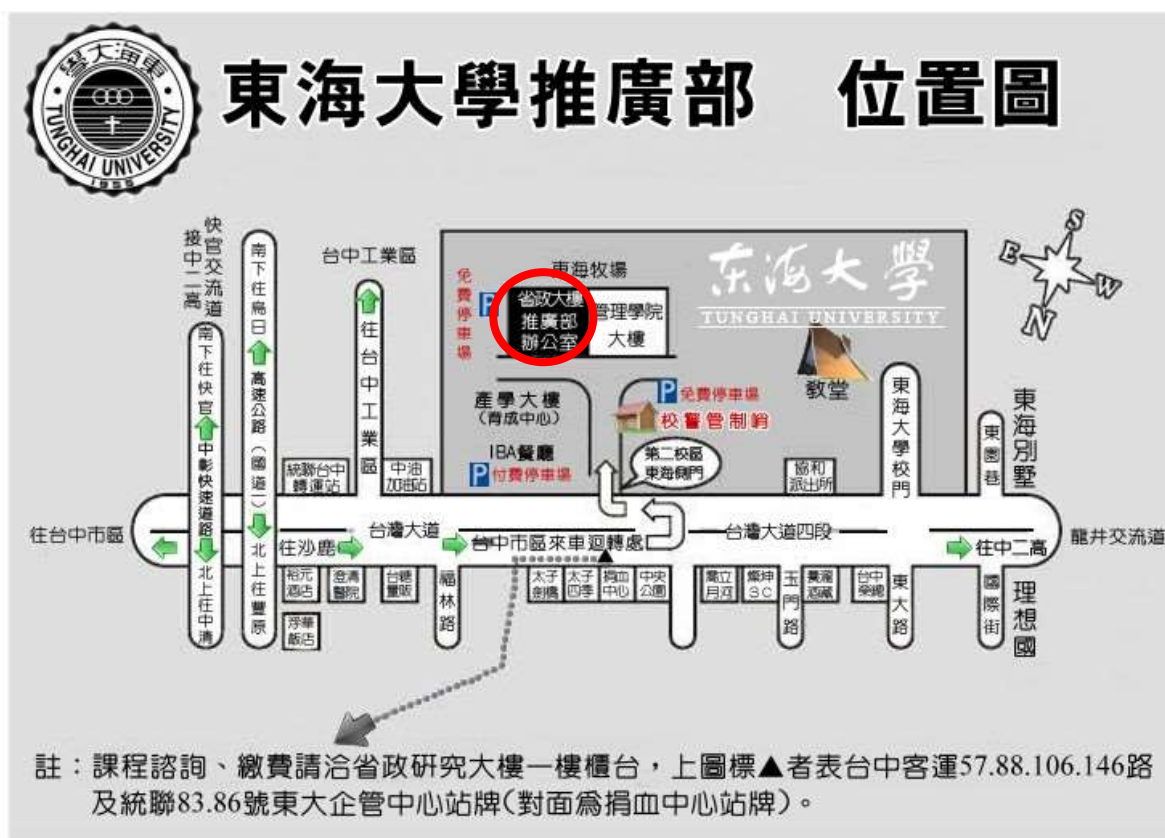 東海大學推廣部 位置圖
學大海東
TUNGHAI UNIVERSITY
1955
快官交流道
接中二高
南下往快官
中彰快速道路
北上往中清
南下往烏日
高速公路(國道一)
北上往豐原
台中工業區
往台中工業區
免費停車場
P
東海牧場
省政大樓
推廣部
辦公室
管理學院
大樓
东海大學
TUNGHAI UNIVERSITY
S
E
W
N
教堂
產學大樓
(育成中心)
IBA餐廳
P付費停車場
P免費停車場
校警管制哨
第二校區
東海側門
東海大學校門
東園巷
東海別墅
統聯台中
轉運站
中油
加油站
協和
派出所
往台中市區
往沙鹿
台灣大道
台中市區來車迴轉處
台灣大道四段
往中二高
龍井交流道
裕元
酒店
澄清
醫院
台糖
量販
福林路
太子
劍橋
太子
四季
捐血
中心
中央
公園
喬立
月河
燦坤
3C
玉門路
酒藏
台中
榮總
東大路
國際街
理想國
飯店
註：課程諮詢、繳費請洽省政研究大樓一樓櫃台，上圖標▲者表台中客運57.88.106.146路
及統聯83.86號東大企管中心站牌(對面為捐血中心站牌)。